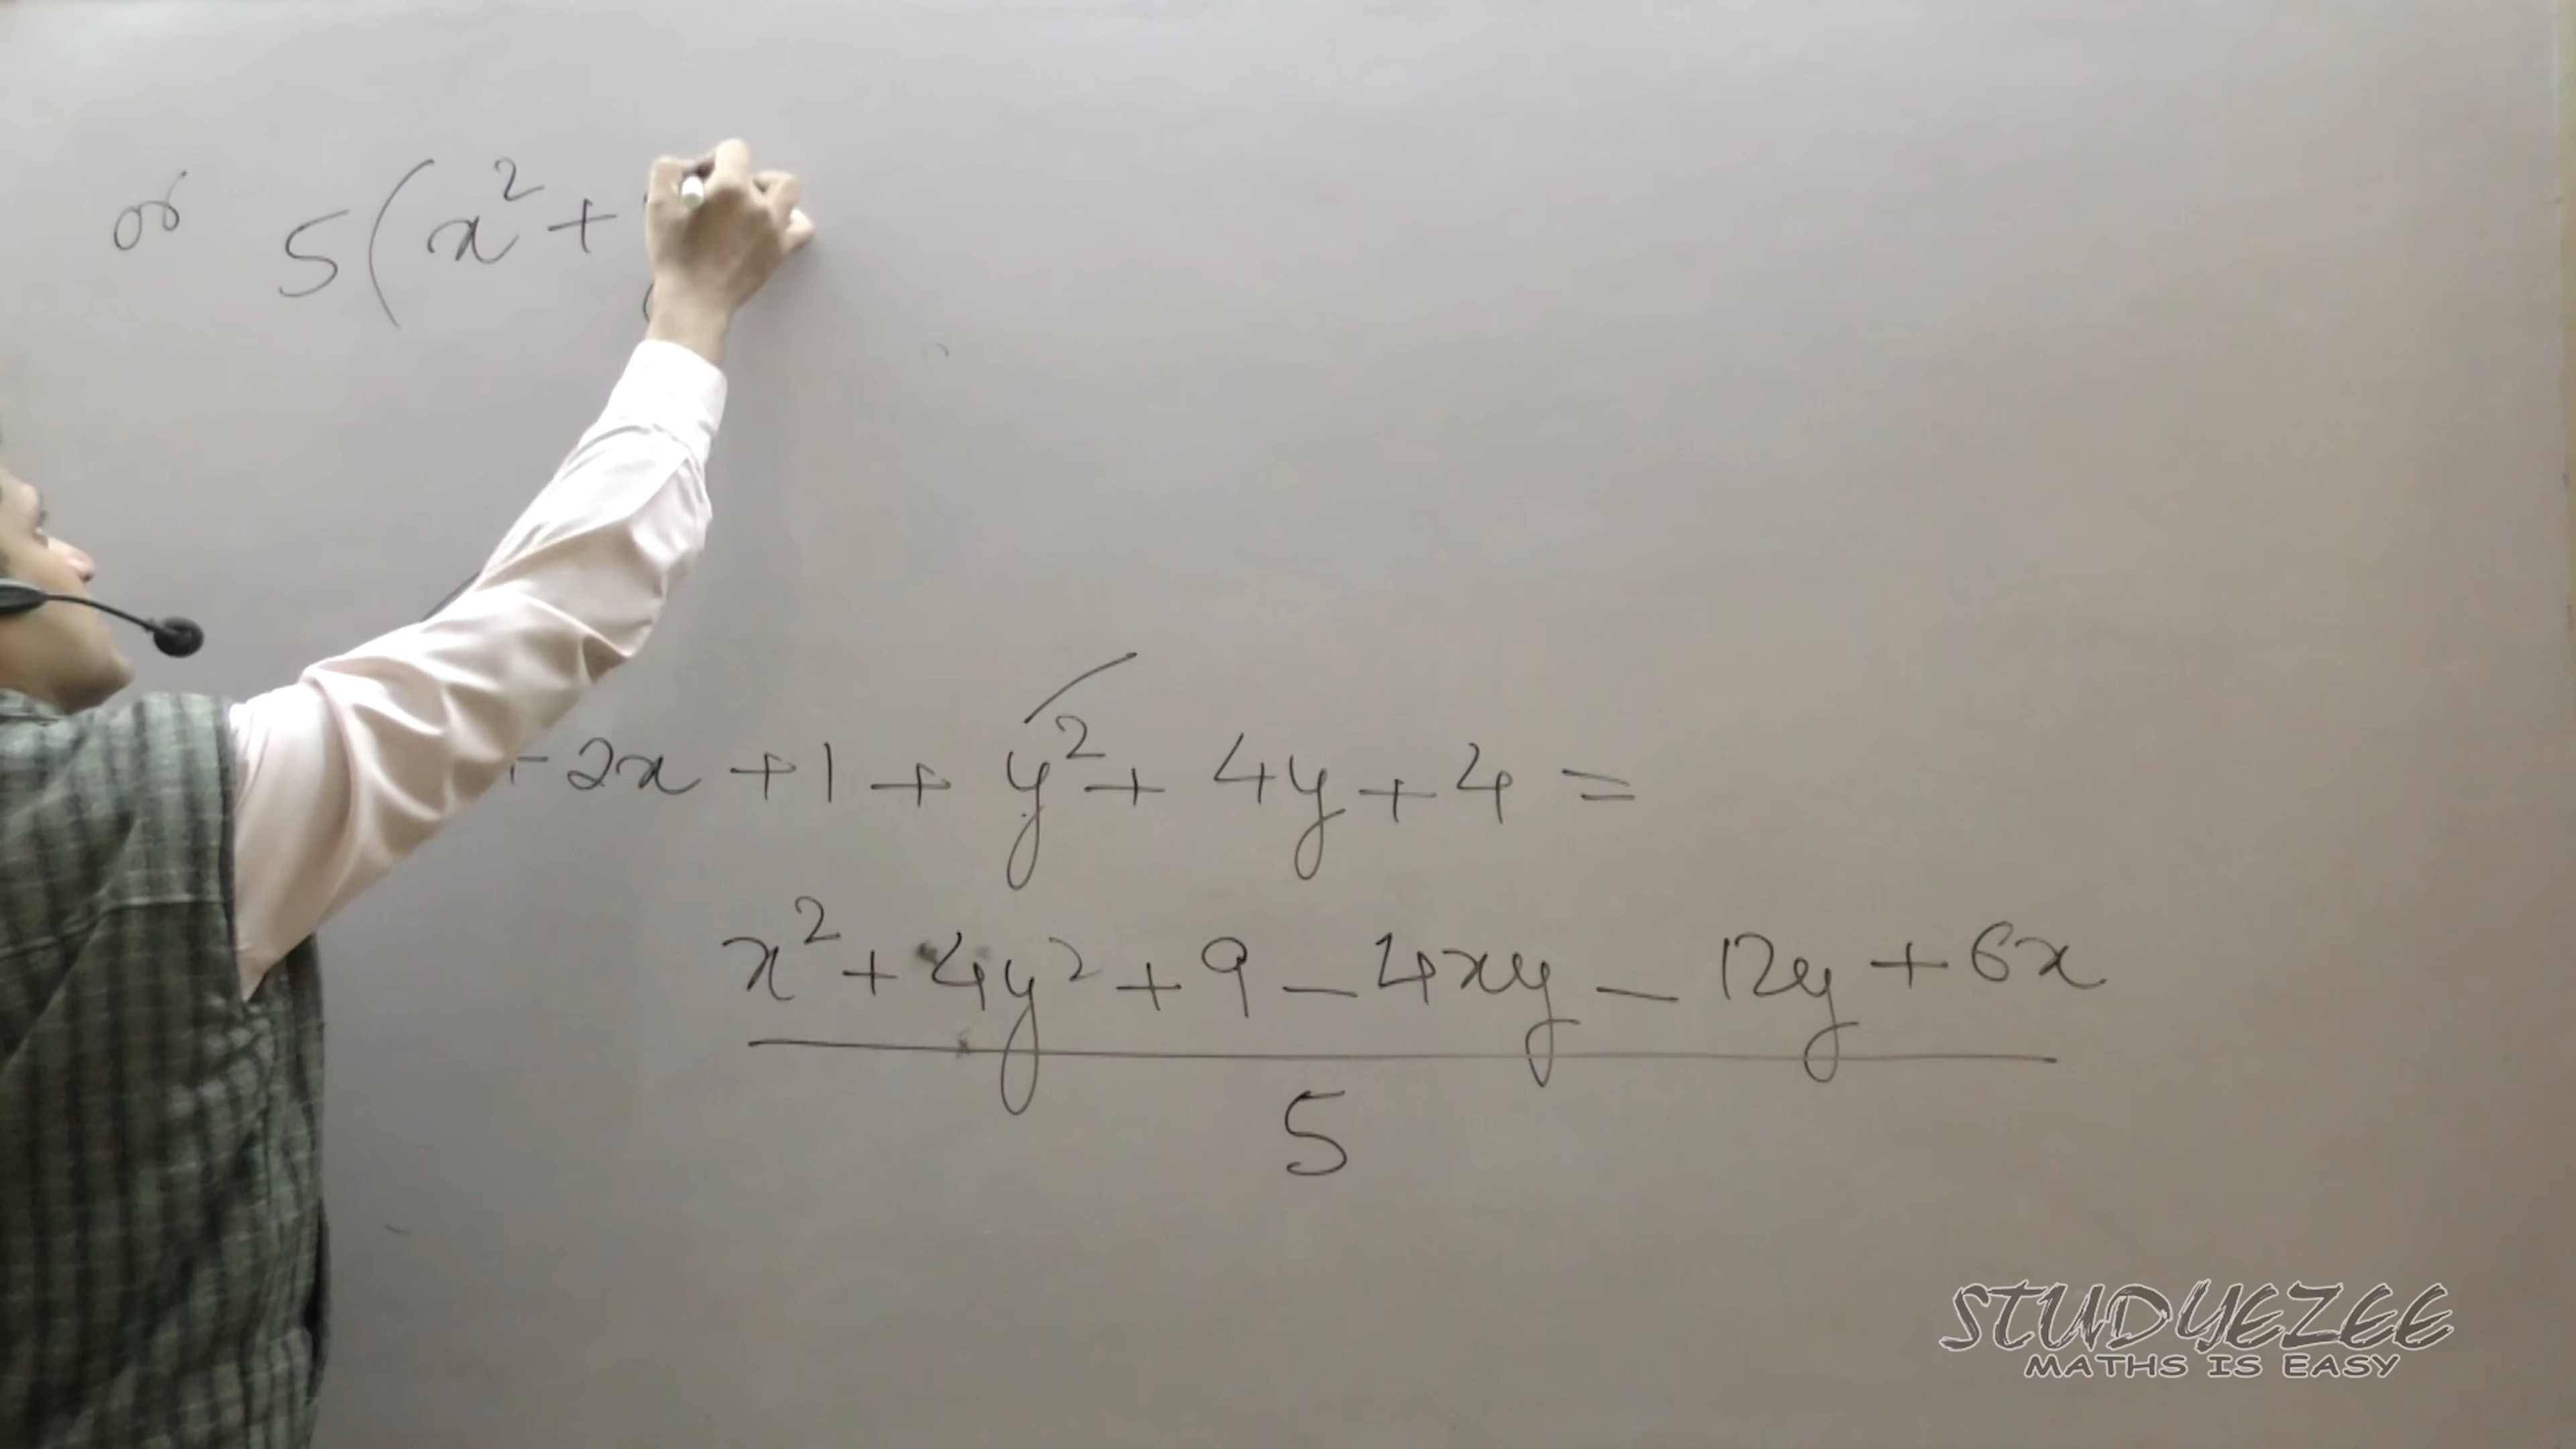 or 5(x² +
2x + 1 + y² + 4y + 4 =
x² + 4y² + 9 - 4xy - 12y + 6x
5
STUDYEZEE
MATHS IS EASY